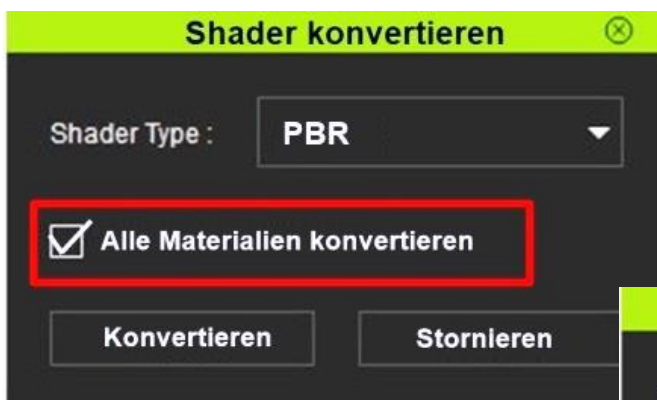 Shader konvertieren
Shader Type : PBR
Alle Materialien konvertieren
Konvertieren Stornieren